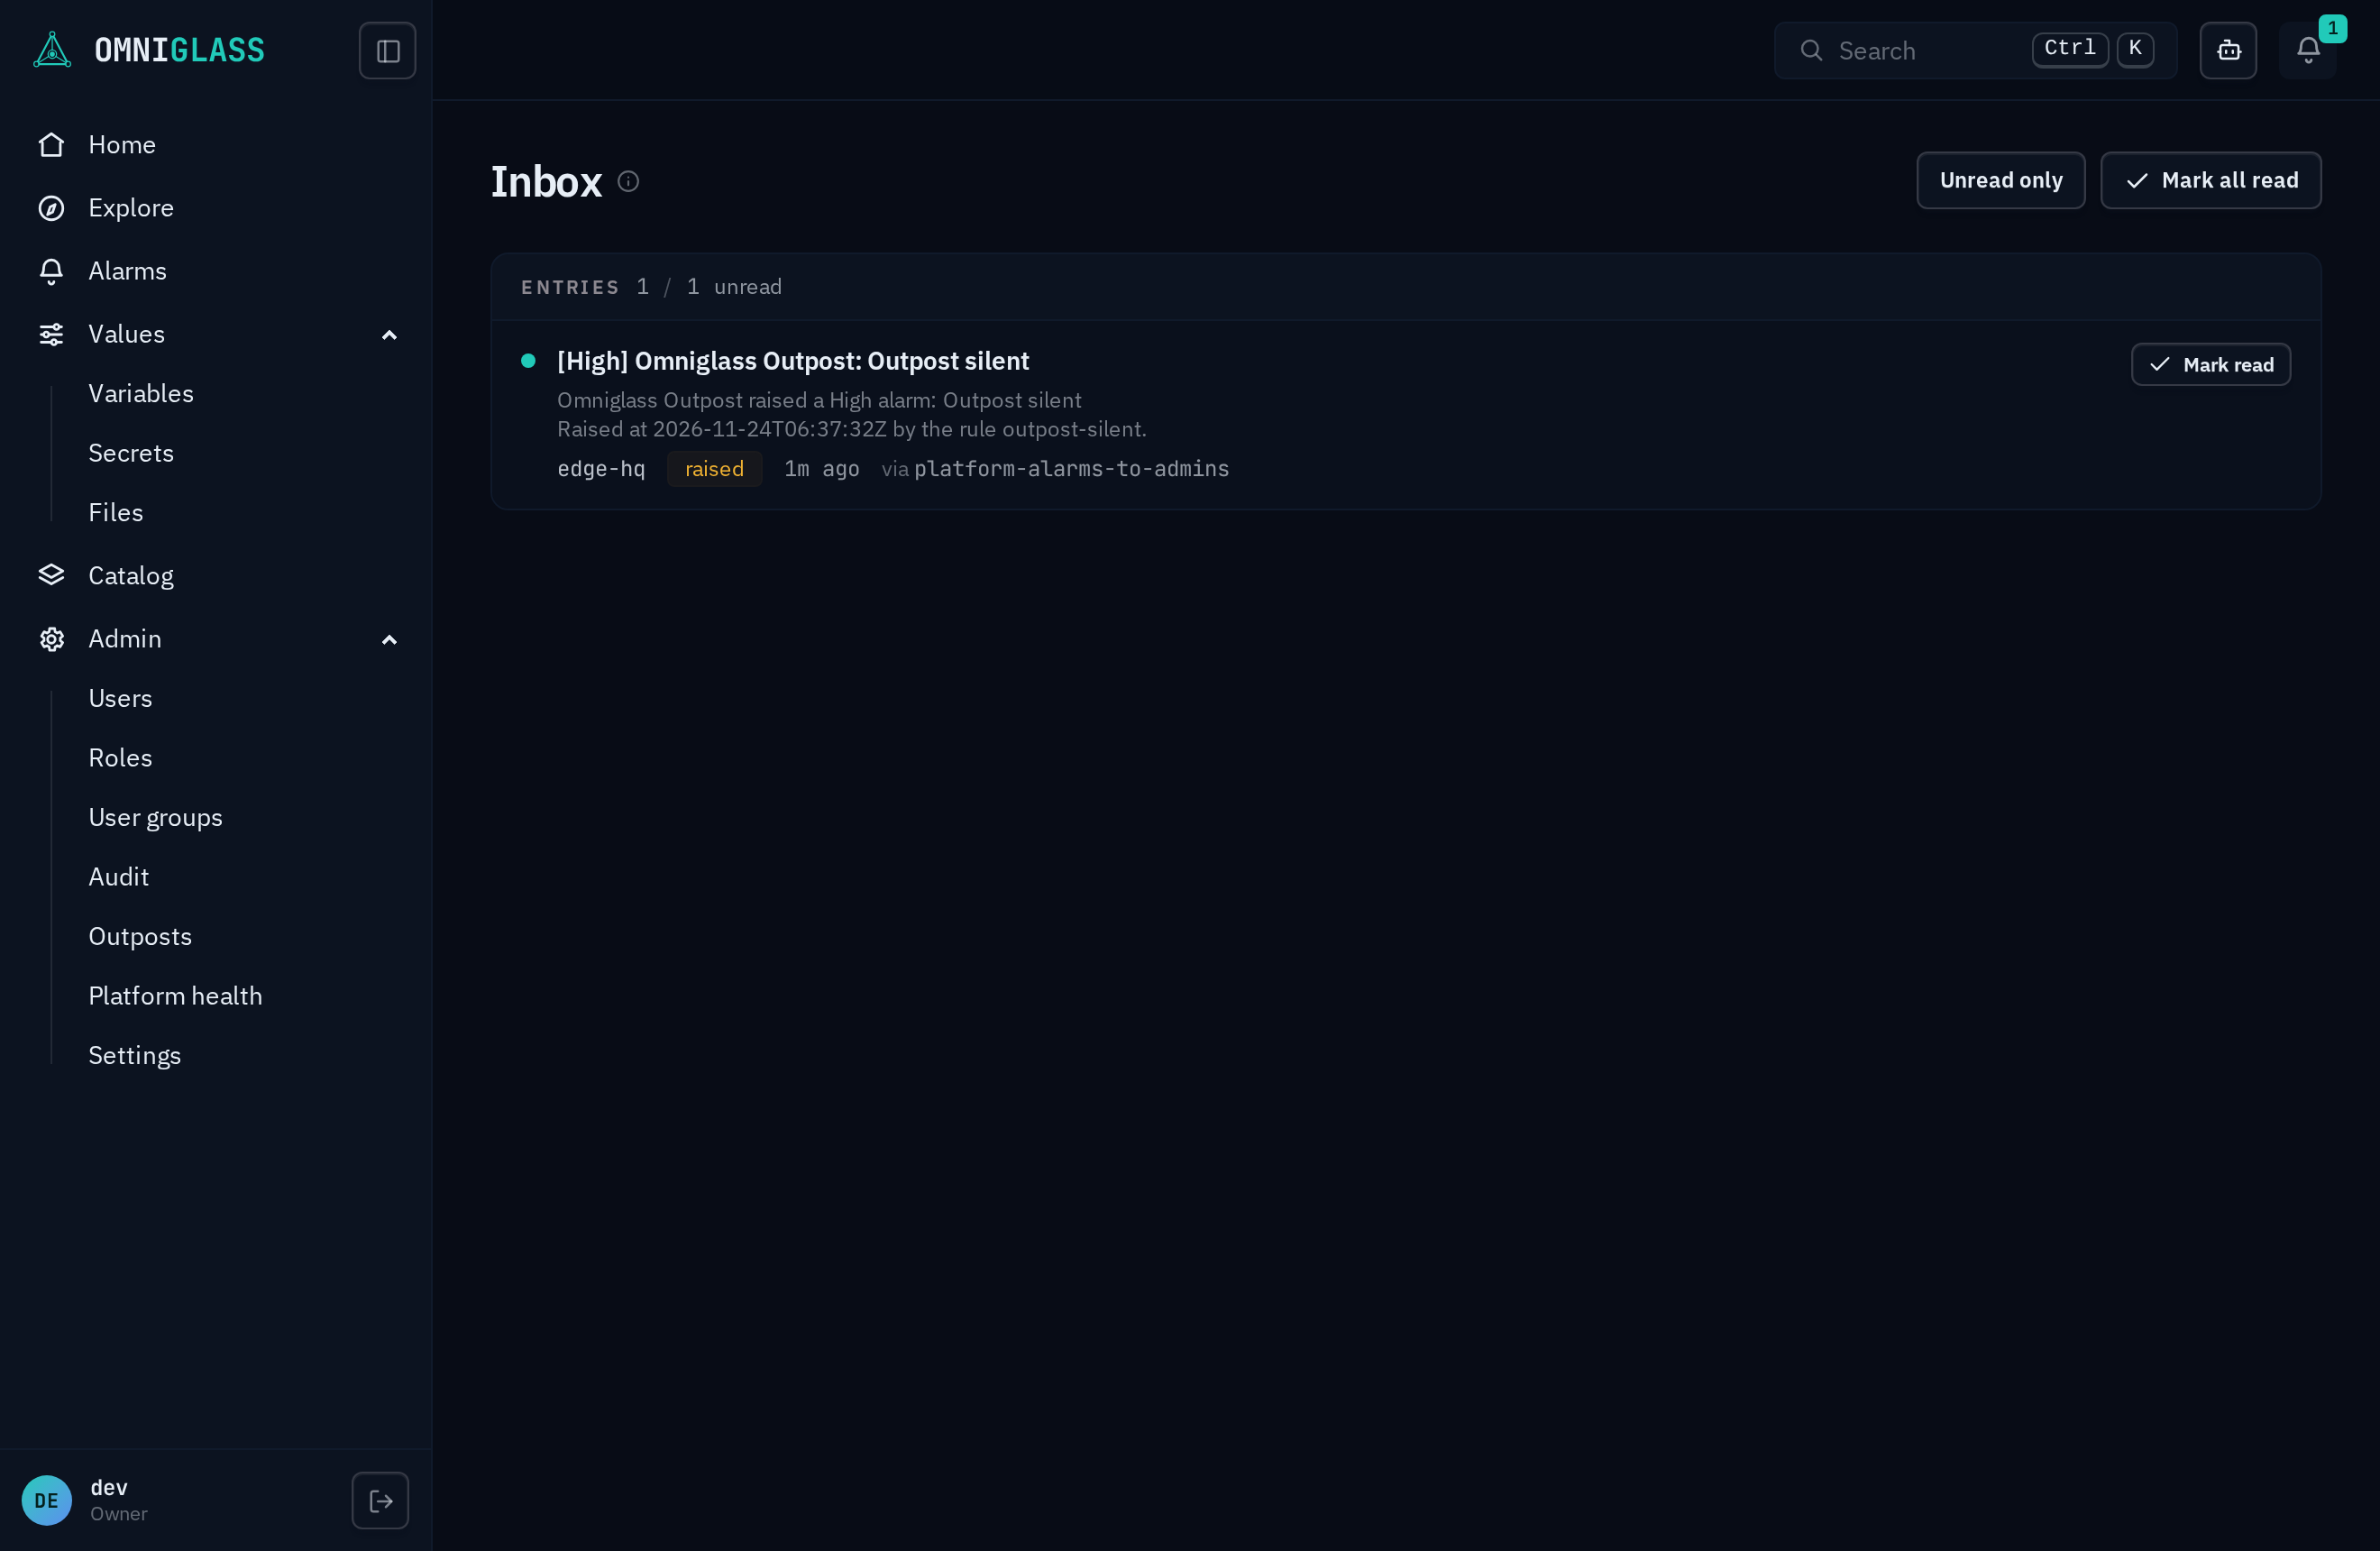 OMNIGLASS
Search Ctrl K
1
Home
Explore
Alarms
Values
Variables
Secrets
Files
Catalog
Admin
Users
Roles
User groups
Audit
Outposts
Platform health
Settings
DE
dev
Owner
Inbox
Unread only
Mark all read
ENTRIES 1 / 1 unread
[High] Omniglass Outpost: Outpost silent
Mark read
Omniglass Outpost raised a High alarm: Outpost silent
Raised at 2026-11-24T06:37:32Z by the rule outpost-silent.
edge-hq raised 1m ago via platform-alarms-to-admins